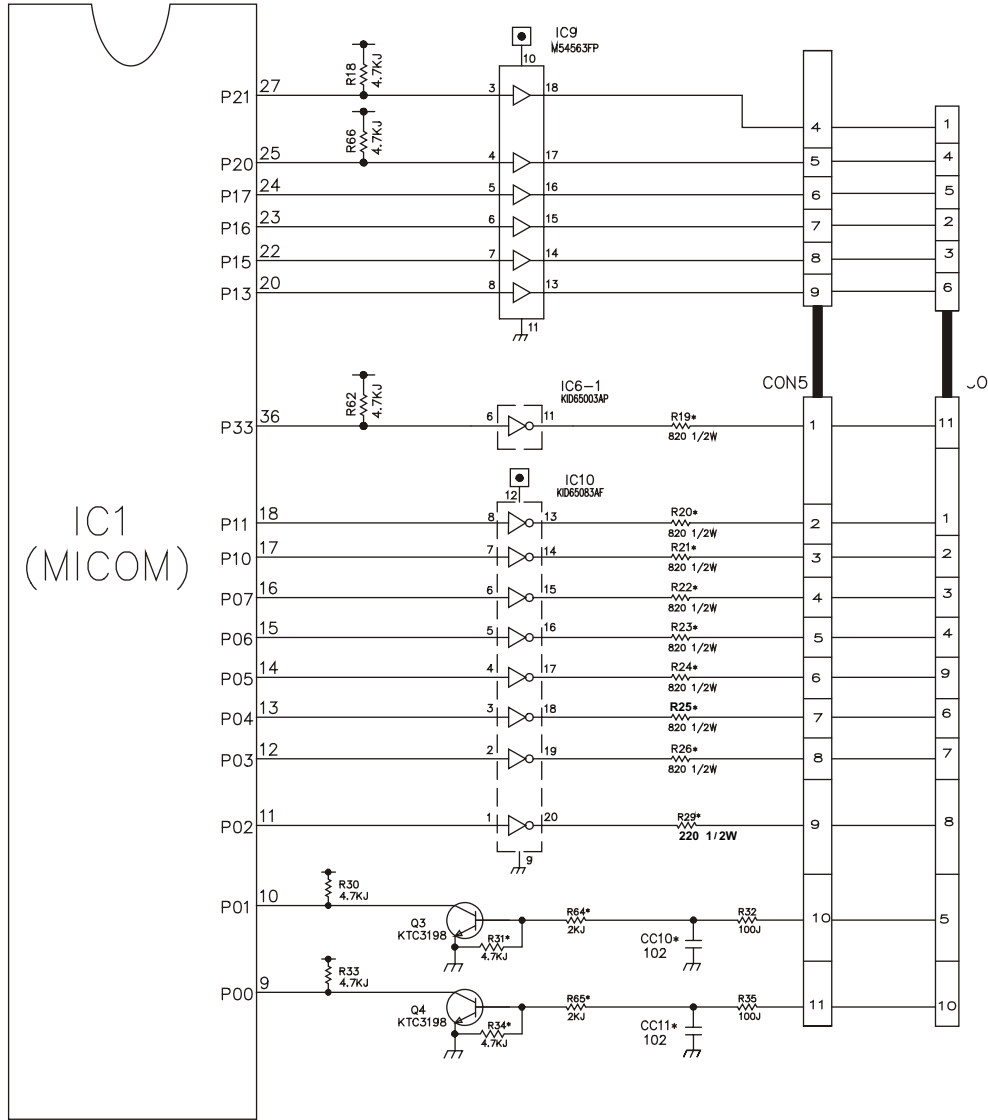 IC9
M54563FP
10
R18
4.7KJ
P21 27 3 18
4 1
R66
4.7KJ
P20 25 4 17 5 4
P17 24 5 16 6 5
P16 23 6 15 7 2
P15 22 7 14 8 3
P13 20 8 13 9 6
11
CON5
IC6-1
KID65003AP
R62
4.7KJ
P33 36 6 11 R19* 1 11
820 1/2W
IC10
KID65083AF
12
IC1
(MICOM)
P11 18 8 13 R20* 2 1
820 1/2W
P10 17 7 14 R21* 3 2
820 1/2W
P07 16 6 15 R22* 4 3
820 1/2W
P06 15 5 16 R23* 5 4
820 1/2W
P05 14 4 17 R24* 6 9
820 1/2W
P04 13 3 18 R25* 7 6
820 1/2W
P03 12 2 19 R26* 8 7
820 1/2W
P02 11 1 20 R29* 9 8
220 1/2W
9
R30
4.7KJ
P01 10
Q3
KTC3198
R31*
4.7KJ
R64*
2KJ
CC10*
102
R32
100J
10 5
R33
4.7KJ
P00 9
Q4
KTC3198
R34*
4.7KJ
R65*
2KJ
CC11*
102
R35
100J
11 10